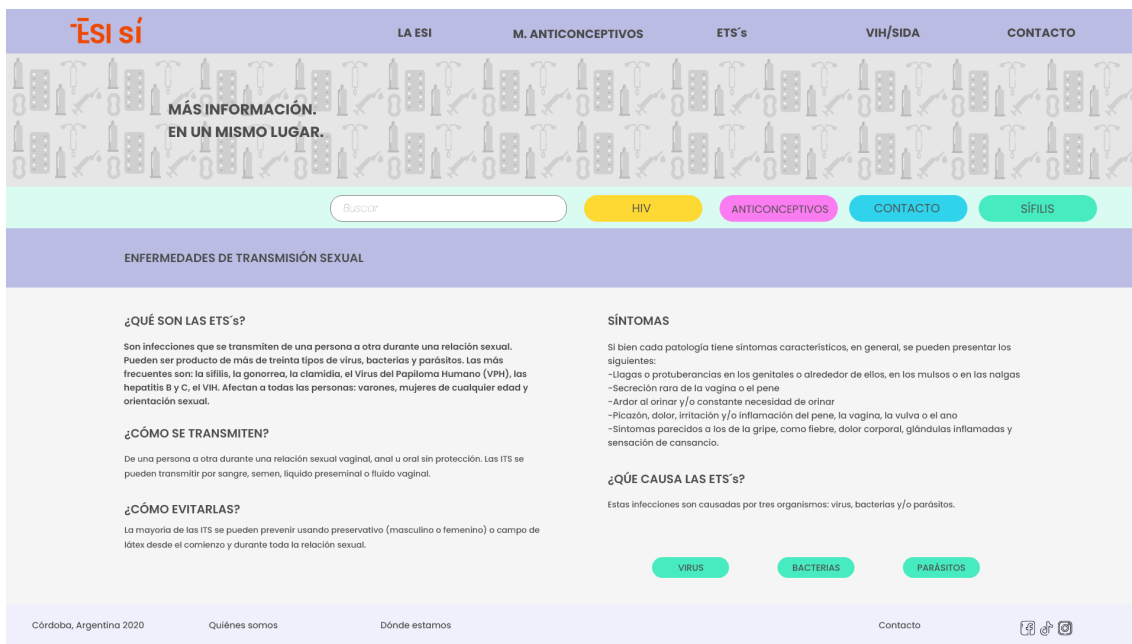 ESI sí
LA ESI
M. ANTICONCEPTIVOS
ETS´s
VIH/SIDA
CONTACTO
MÁS INFORMACIÓN.
EN UN MISMO LUGAR.
Buscar
HIV
ANTICONCEPTIVOS
CONTACTO
SÍFILIS
ENFERMEDADES DE TRANSMISIÓN SEXUAL
¿QUÉ SON LAS ETS´s?
Son infecciones que se transmiten de una persona a otra durante una relación sexual.
Pueden ser producto de más de treinta tipos de virus, bacterias y parásitos. Las más
frecuentes son: la sífilis, la gonorrea, la clamidia, el Virus del Papiloma Humano (VPH), las
hepatitis B y C, el VIH. Afectan a todas las personas: varones, mujeres de cualquier edad y
orientación sexual.
¿CÓMO SE TRANSMITEN?
De una persona a otra durante una relación sexual vaginal, anal u oral sin protección. Las ITS se
pueden transmitir por sangre, semen, líquido preseminal o fluido vaginal.
¿CÓMO EVITARLAS?
La mayoría de las ITS se pueden prevenir usando preservativo (masculino o femenino) o campo de
látex desde el comienzo y durante toda la relación sexual.
SÍNTOMAS
Si bien cada patología tiene síntomas característicos, en general, se pueden presentar los
siguientes:
-Llagas o protuberancias en los genitales o alrededor de ellos, en los mulsos o en las nalgas
-Secreción rara de la vagina o el pene
-Ardor al orinar y/o constante necesidad de orinar
-Picazón, dolor, irritación y/o inflamación del pene, la vagina, la vulva o el ano
-Síntomas parecidos a los de la gripe, como fiebre, dolor corporal, glándulas inflamadas y
sensación de cansancio.
¿QÚE CAUSA LAS ETS´s?
Estas infecciones son causadas por tres organismos: virus, bacterias y/o parásitos.
VIRUS
BACTERIAS
PARÁSITOS
Córdoba, Argentina 2020
Quiénes somos
Dónde estamos
Contacto